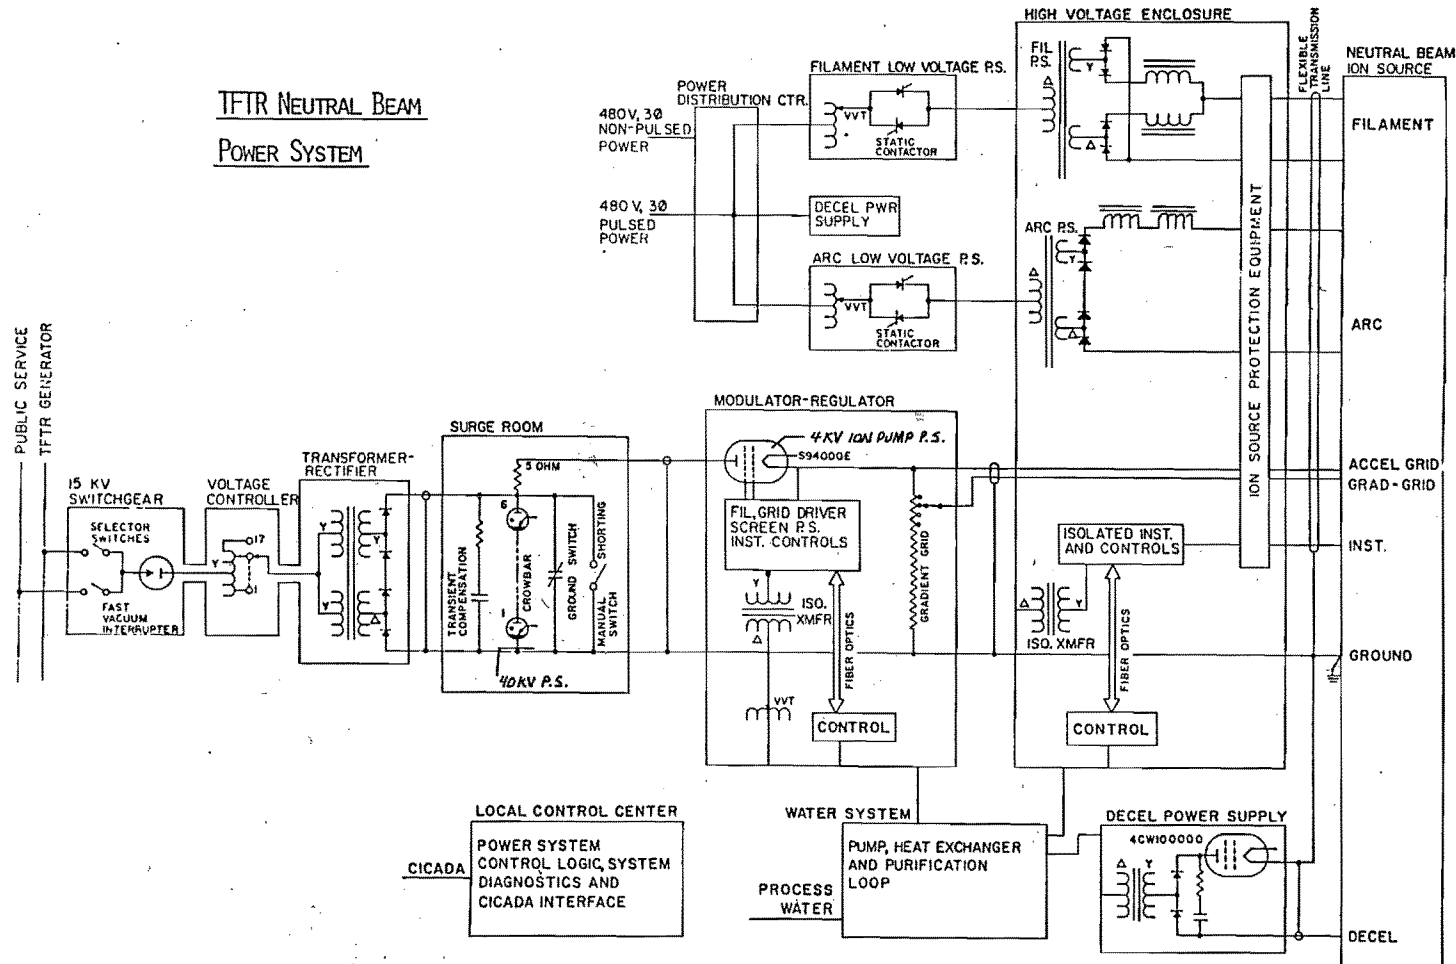 TFTR NEUTRAL BEAM
POWER SYSTEM
HIGH VOLTAGE ENCLOSURE
FLEXIBLE
TRANSMISSION
LINE
NEUTRAL BEAM
ION SOURCE
FIL
P.S.
Y
Δ
Δ
FILAMENT LOW VOLTAGE P.S.
VVT
STATIC
CONTACTOR
POWER
DISTRIBUTION CTR.
480V, 30
NON-PULSED
POWER
FILAMENT
480 V, 30
PULSED
POWER
DECEL PWR
SUPPLY
ARC P.S.
Y
Δ
Δ
ION SOURCE PROTECTION EQUIPMENT
ARC LOW VOLTAGE P.S.
VVT
STATIC
CONTACTOR
ARC
PUBLIC SERVICE
TFTR GENERATOR
MODULATOR-REGULATOR
4KV ION PUMP P.S.
S94000E
SURGE ROOM
5 OHM
TRANSFORMER-
RECTIFIER
15 KV
SWITCHGEAR
VOLTAGE
CONTROLLER
SELECTOR
SWITCHES
FAST
VACUUM
INTERRUPTER
17
Y
1
Y
Y
Y
Δ
6
1
TRANSIENT
COMPENSATION
CROWBAR
GROUND SWITCH
MANUAL SHORTING
SWITCH
40KV P.S.
FIL, GRID DRIVER
SCREEN P.S.
INST. CONTROLS
Y
Δ
ISO.
XMFR
FIBER OPTICS
GRADIENT GRID
VVT
CONTROL
ACCEL GRID
GRAD-GRID
ISOLATED INST.
AND CONTROLS
INST.
Δ
Y
ISO. XMFR
FIBER OPTICS
CONTROL
GROUND
LOCAL CONTROL CENTER
POWER SYSTEM
CONTROL LOGIC, SYSTEM
DIAGNOSTICS AND
CICADA INTERFACE
CICADA
WATER SYSTEM
PUMP, HEAT EXCHANGER
AND PURIFICATION
LOOP
PROCESS
WATER
DECEL POWER SUPPLY
4CW100000
Δ
Y
DECEL